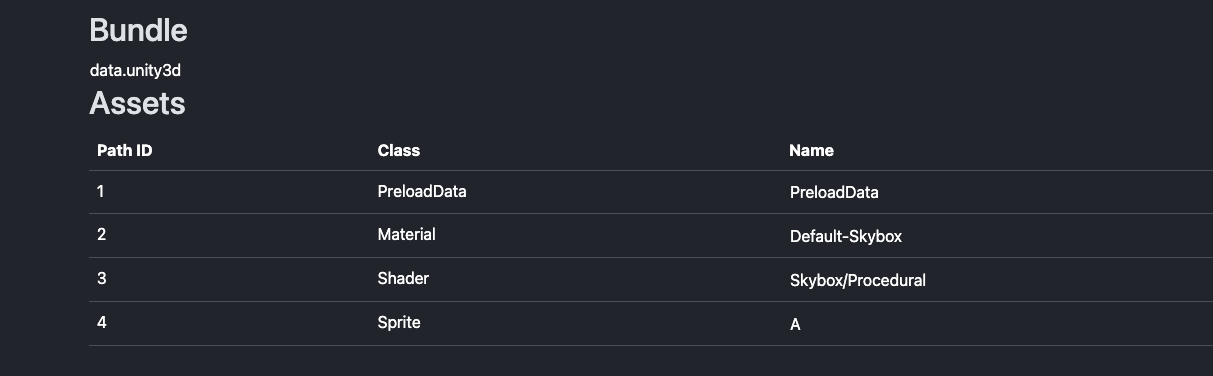 Bundle
data.unity3d
Assets
Path ID Class Name
1 PreloadData PreloadData
2 Material Default-Skybox
3 Shader Skybox/Procedural
4 Sprite A